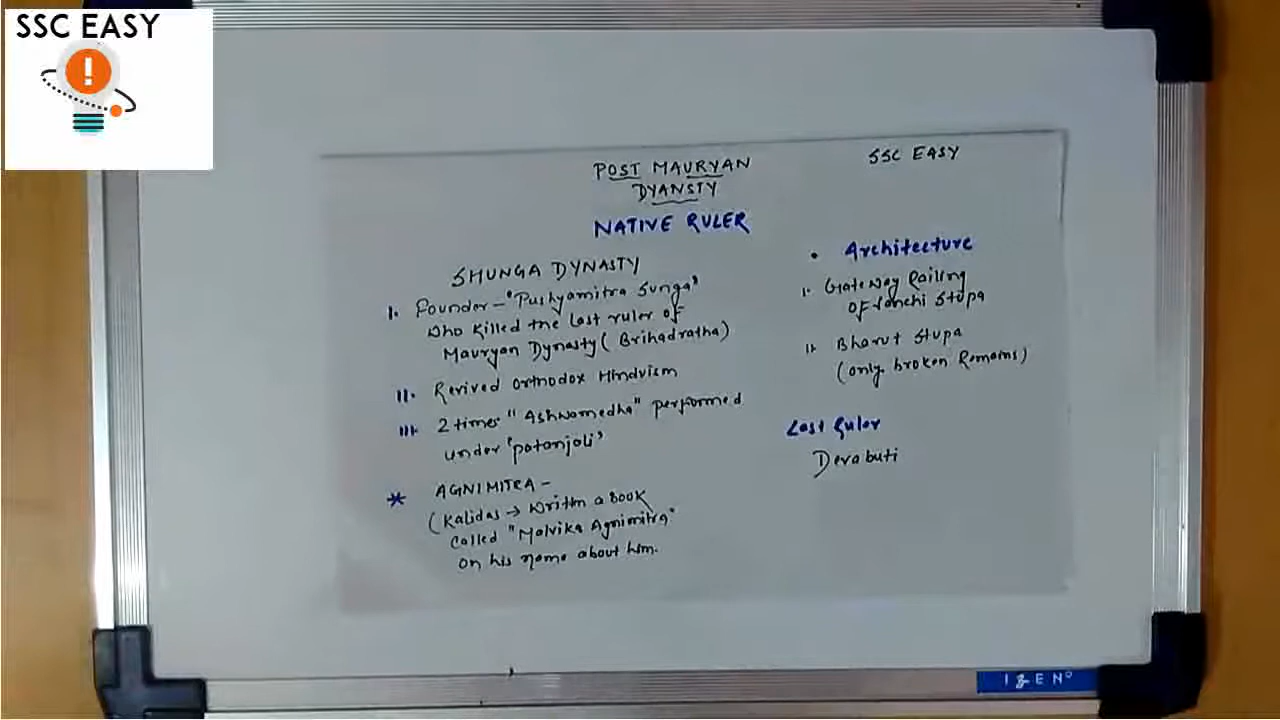 SSC EASY
SSC EASY
POST MAURYAN
DYANSTY
NATIVE RULER
SHUNGA DYNASTY
I. Founder - "Pushyamitra Sunga"
who killed the last ruler of
Mauryan Dynasty (Brihadratha)
II. Revived orthodox Hinduism
III. 2 times "Ashwamedha" performed
under 'patanjali'
* AGNIMITRA -
(Kalidas → Written a Book
called "Malvika Agnimitra"
on his name about him.
• Architecture
I. Gateway Railing
of Sanchi Stupa
II. Bharut Stupa
(only broken Remains)
Last Ruler
Devabuti